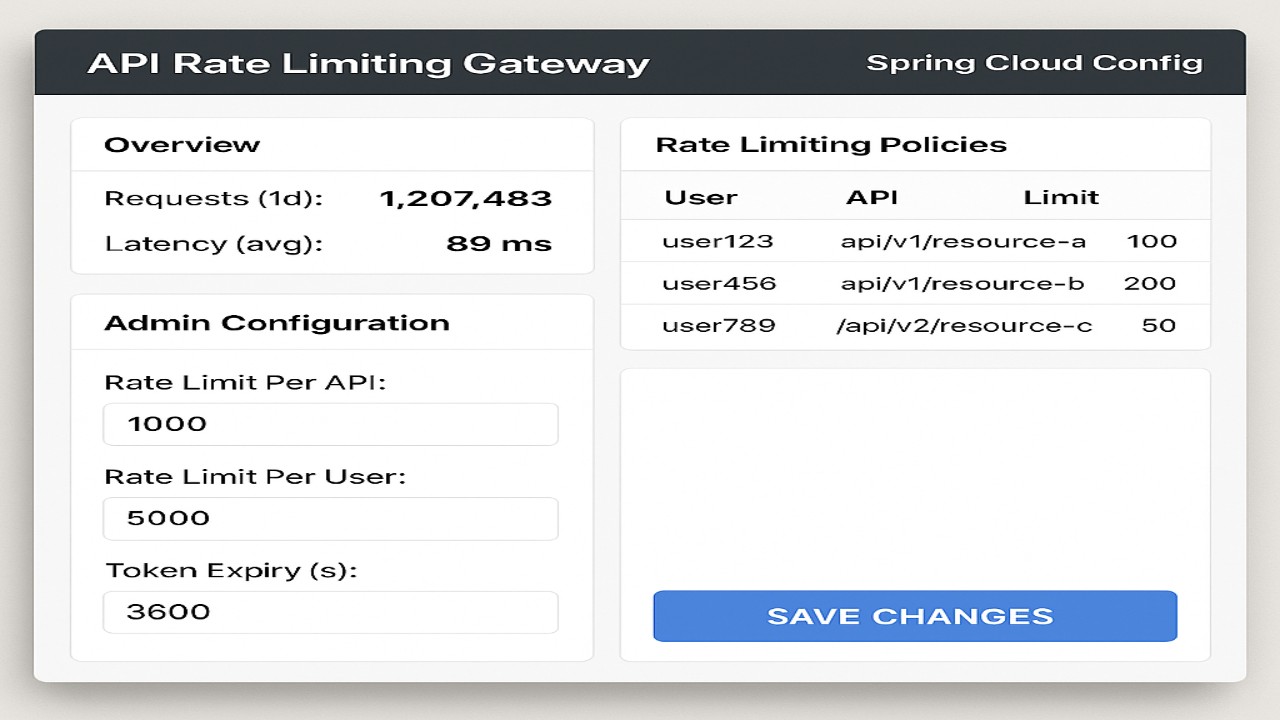 API Rate Limiting Gateway
Spring Cloud Config
Overview
Requests (1d): 1,207,483
Latency (avg): 89 ms
Admin Configuration
Rate Limit Per API:
1000
Rate Limit Per User:
5000
Token Expiry (s):
3600
Rate Limiting Policies
User API Limit
user123 api/v1/resource-a 100
user456 api/v1/resource-b 200
user789 /api/v2/resource-c 50
SAVE CHANGES